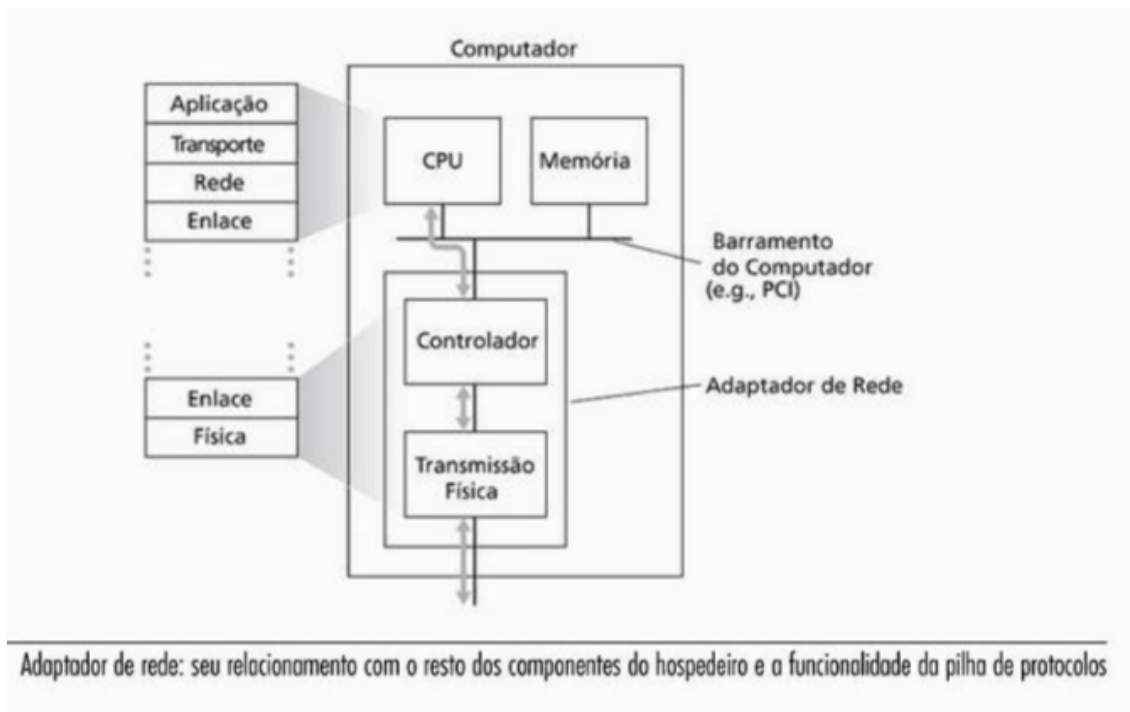 Computador
Aplicação
Transporte
Rede
Enlace
CPU
Memória
Barramento
do Computador
(e.g., PCI)
Controlador
Enlace
Física
Adaptador de Rede
Transmissão
Física
Adaptador de rede: seu relacionamento com o resto dos componentes do hospedeiro e a funcionalidade da pilha de protocolos